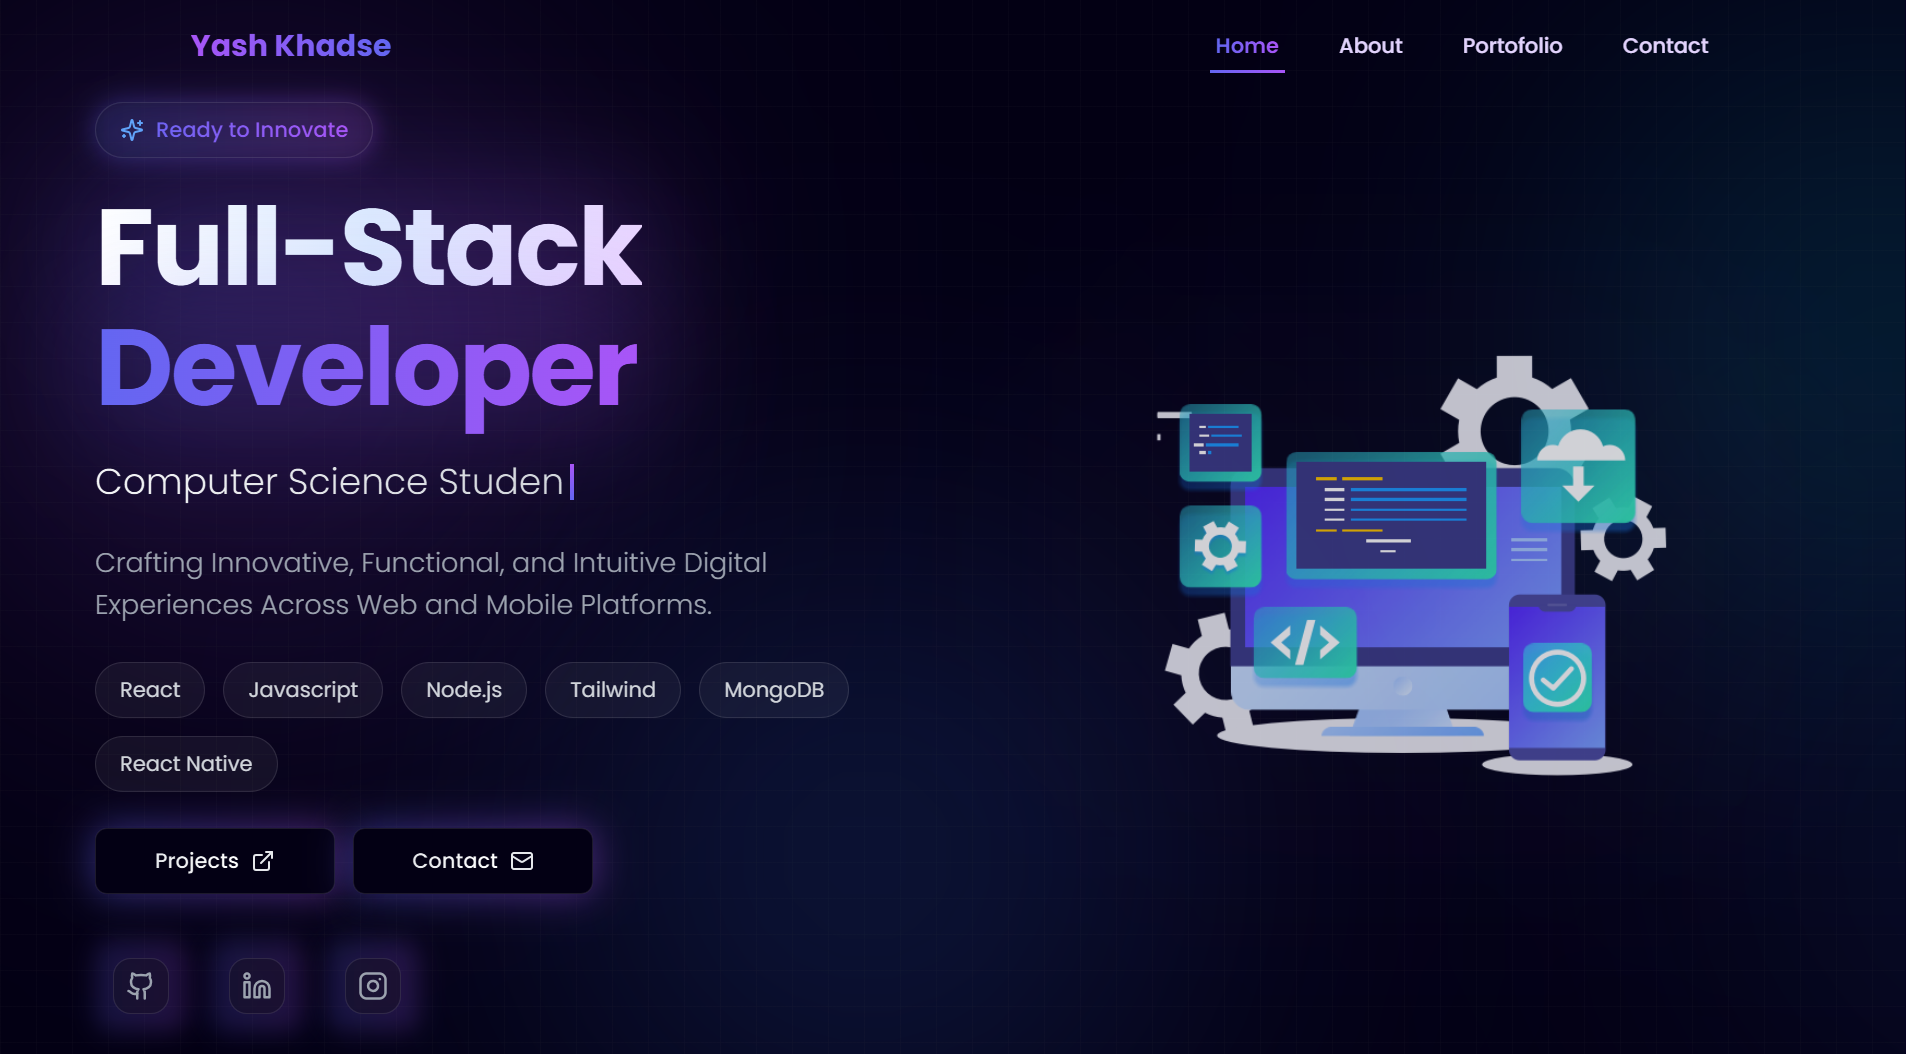 Yash Khadse
Home About Portofolio Contact
Ready to Innovate
Full-Stack
Developer
Computer Science Studen
Crafting Innovative, Functional, and Intuitive Digital
Experiences Across Web and Mobile Platforms.
React Javascript Node.js Tailwind MongoDB
React Native
Projects Contact